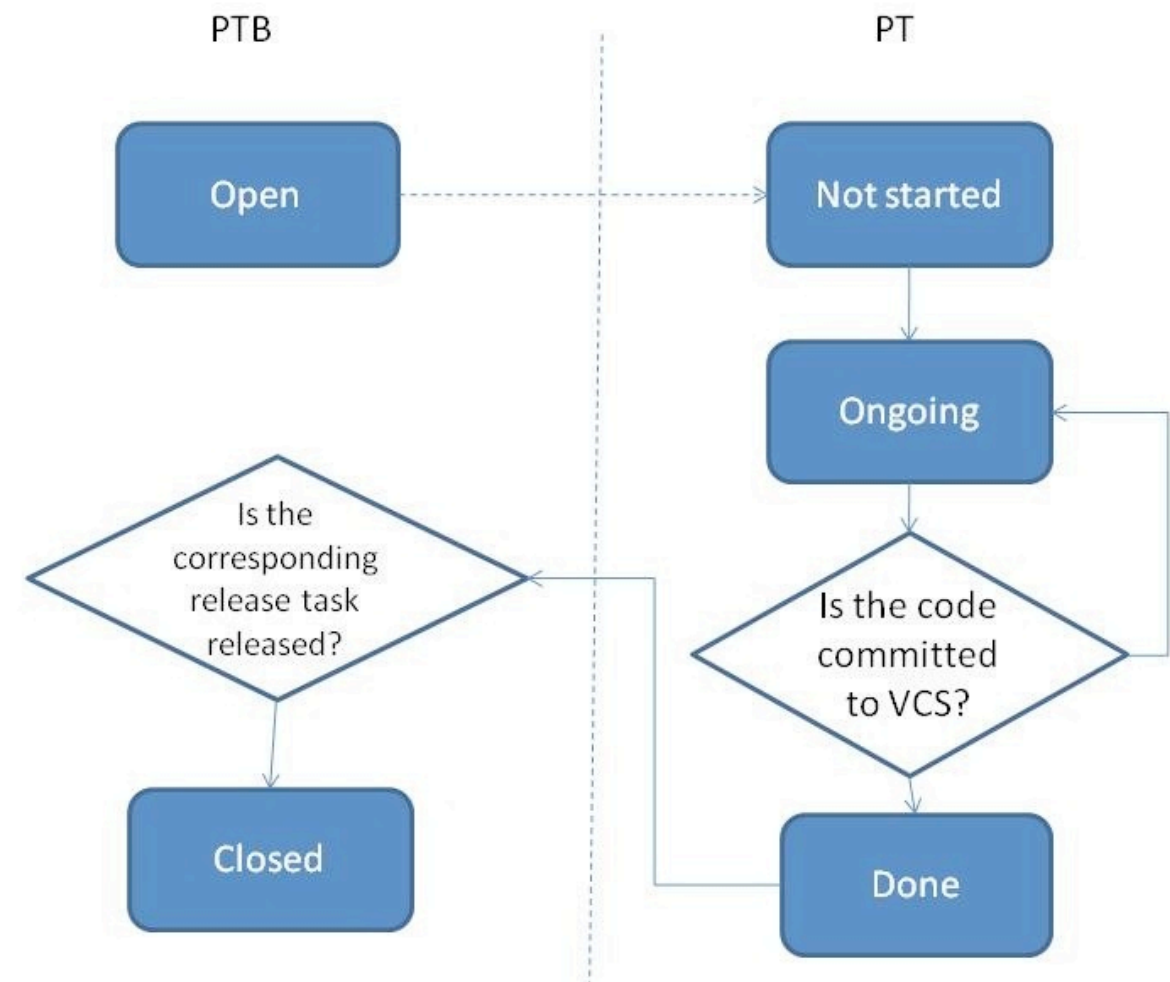 PTB
PT
Open
Not started
Ongoing
Is the
corresponding
release task
released?
Is the code
committed
to VCS?
Closed
Done